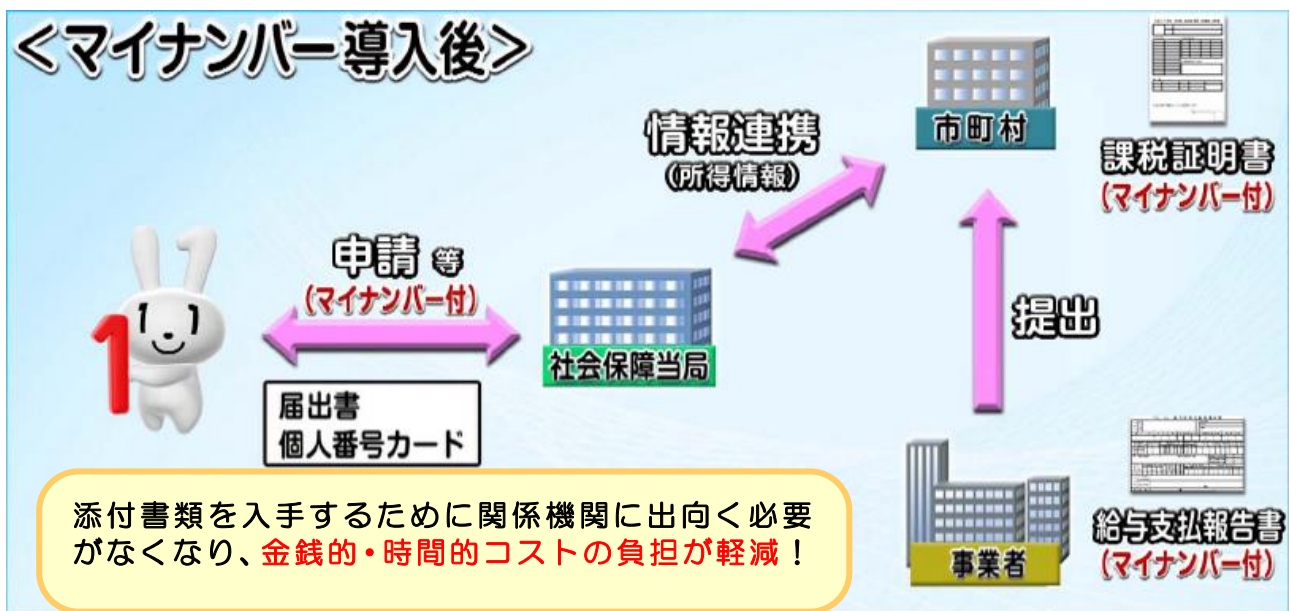 <マイナンバー導入後>
市町村
課税証明書
(マイナンバー付)
情報連携
(所得情報)
申請 等
(マイナンバー付)
社会保障当局
提出
届出書
個人番号カード
1
事業者
給与支払報告書
(マイナンバー付)
添付書類を入手するために関係機関に出向く必要
がなくなり、金銭的・時間的コストの負担が軽減!